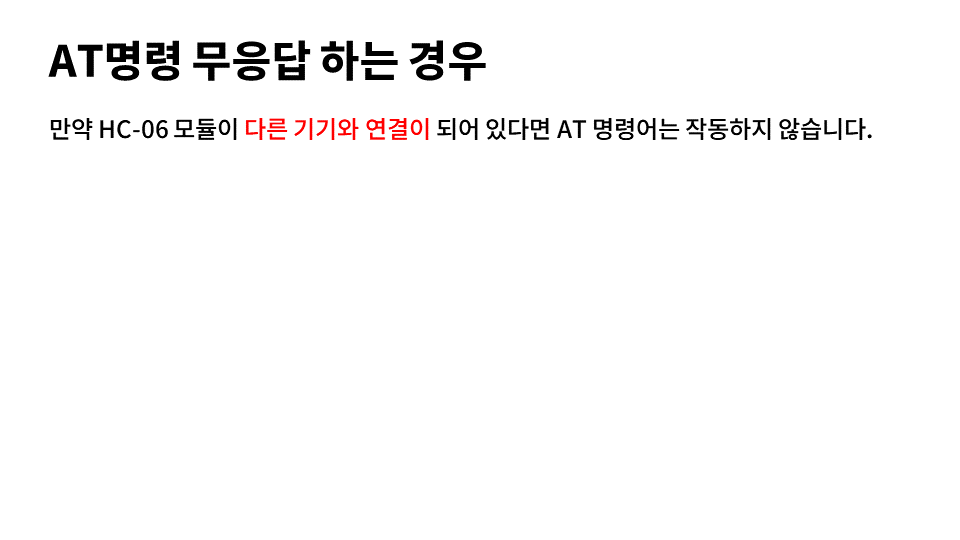 AT명령 무응답 하는 경우
만약 HC-06 모듈이 다른 기기와 연결이 되어 있다면 AT 명령어는 작동하지 않습니다.